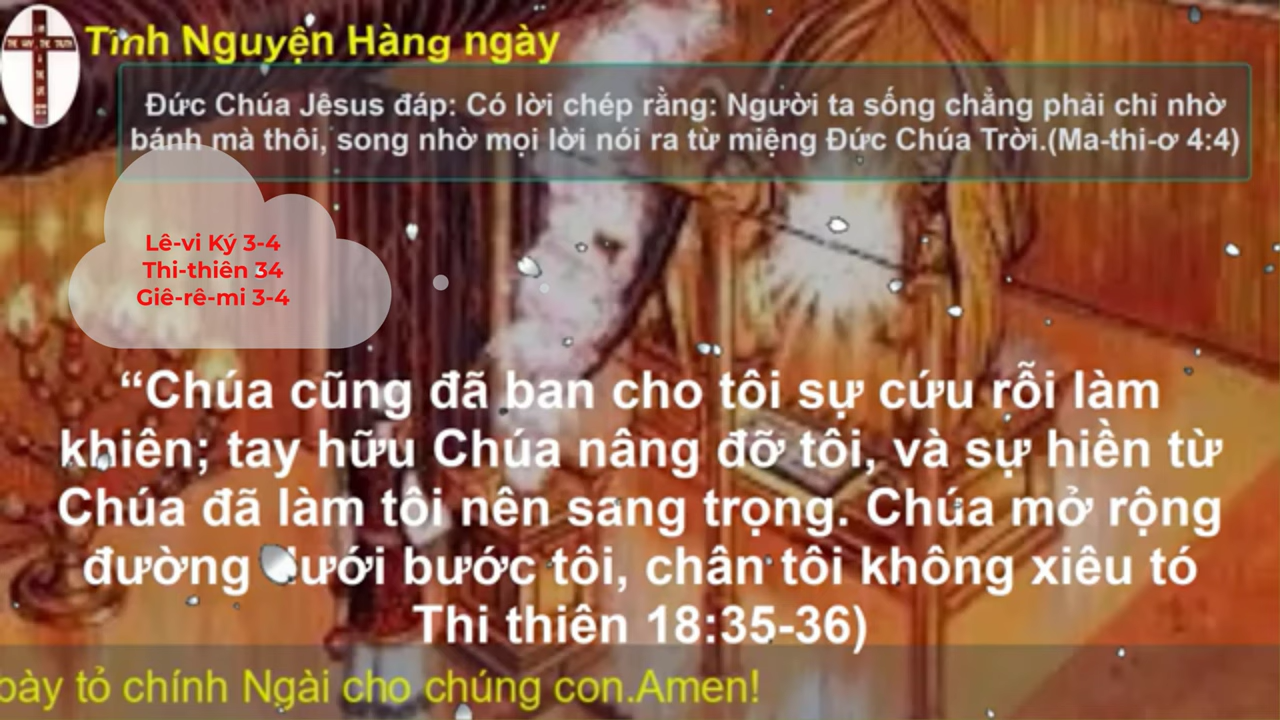 Tĩnh Nguyện Hàng ngày
Đức Chúa Jêsus đáp: Có lời chép rằng: Người ta sống chẳng phải chỉ nhờ
bánh mà thôi, song nhờ mọi lời nói ra từ miệng Đức Chúa Trời.(Ma-thi-ơ 4:4)
Lê-vi Ký 3-4
Thi-thiên 34
Giê-rê-mi 3-4
“Chúa cũng đã ban cho tôi sự cứu rỗi làm
khiên; tay hữu Chúa nâng đỡ tôi, và sự hiền từ
Chúa đã làm tôi nên sang trọng. Chúa mở rộng
đường dưới bước tôi, chân tôi không xiêu tó
Thi thiên 18:35-36)
bày tỏ chính Ngài cho chúng con.Amen!